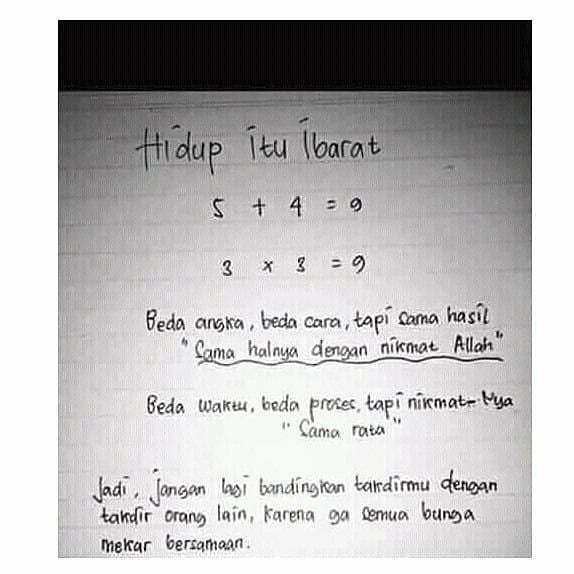 Hidup itu ibarat
5 + 4 = 9
3 x 3 = 9
Beda angka, beda cara, tapi sama hasil
"Sama halnya dengan nikmat Allah"
Beda waktu, beda proses, tapi nikmat-Nya
"Sama rata"
Jadi, jangan lagi bandingkan takdirmu dengan
takdir orang lain, karena ga semua bunga
mekar bersamaan.